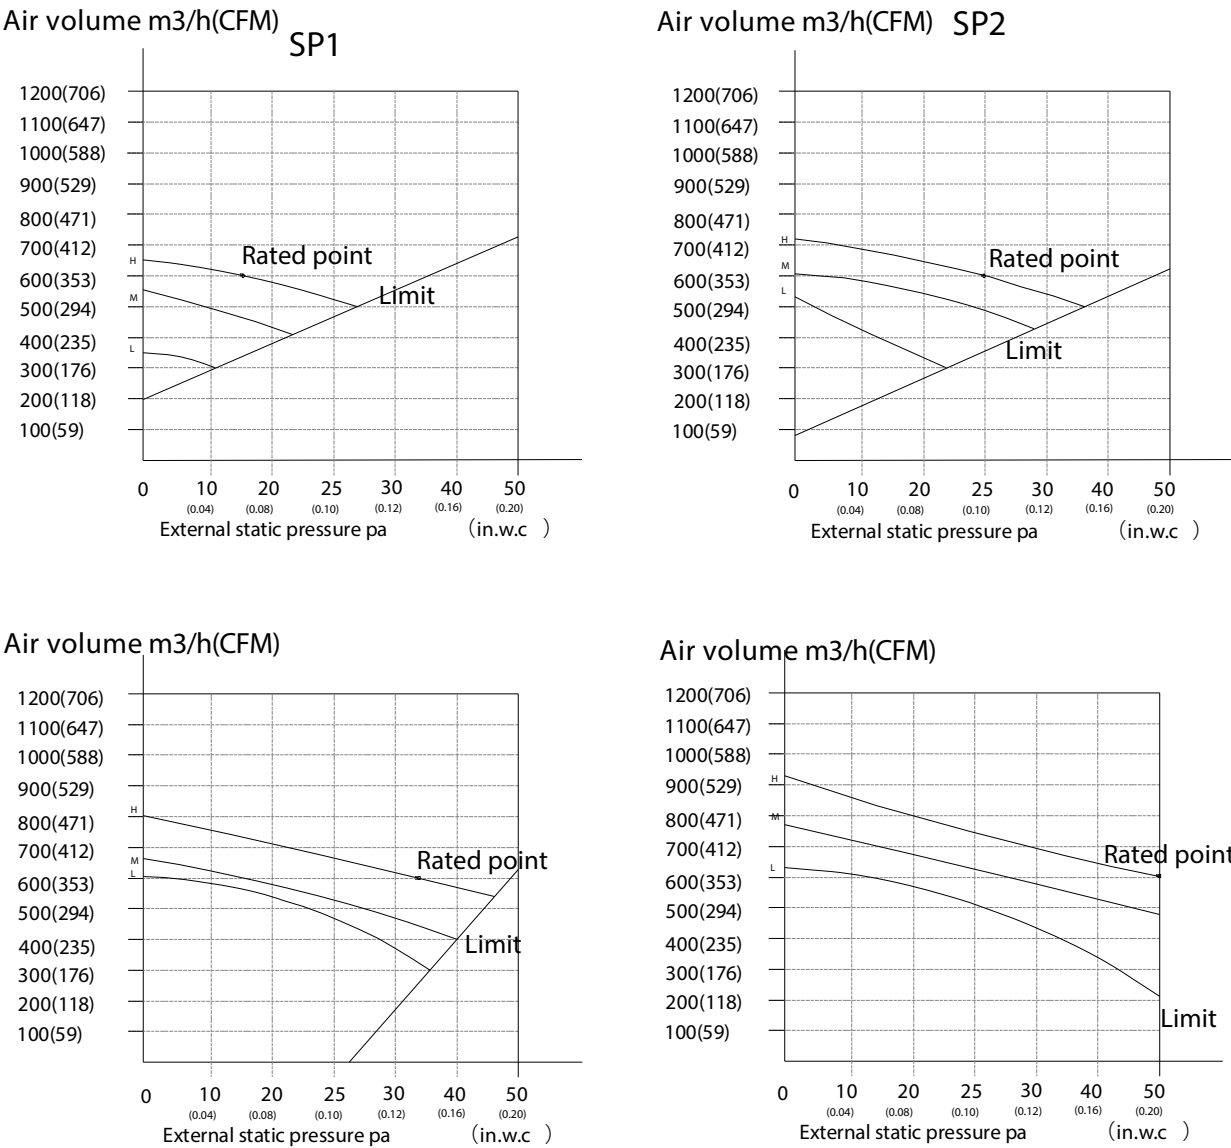 Air volume m3/h(CFM)
SP1
1200(706)
1100(647)
1000(588)
900(529)
800(471)
700(412)
600(353)
500(294)
400(235)
300(176)
200(118)
100(59)
H
M
L
Rated point
Limit
0 10 20 25 30 40 50
(0.04) (0.08) (0.10) (0.12) (0.16) (0.20)
External static pressure pa (in.w.c )
Air volume m3/h(CFM) SP2
1200(706)
1100(647)
1000(588)
900(529)
800(471)
700(412)
600(353)
500(294)
400(235)
300(176)
200(118)
100(59)
H
M
L
Rated point
Limit
0 10 20 25 30 40 50
(0.04) (0.08) (0.10) (0.12) (0.16) (0.20)
External static pressure pa (in.w.c )
Air volume m3/h(CFM)
1200(706)
1100(647)
1000(588)
900(529)
800(471)
700(412)
600(353)
500(294)
400(235)
300(176)
200(118)
100(59)
H
M
L
Rated point
Limit
0 10 20 25 30 40 50
(0.04) (0.08) (0.10) (0.12) (0.16) (0.20)
External static pressure pa (in.w.c )
Air volume m3/h(CFM)
1200(706)
1100(647)
1000(588)
900(529)
800(471)
700(412)
600(353)
500(294)
400(235)
300(176)
200(118)
100(59)
H
M
L
Rated point
Limit
0 10 20 25 30 40 50
(0.04) (0.08) (0.10) (0.12) (0.16) (0.20)
External static pressure pa (in.w.c )